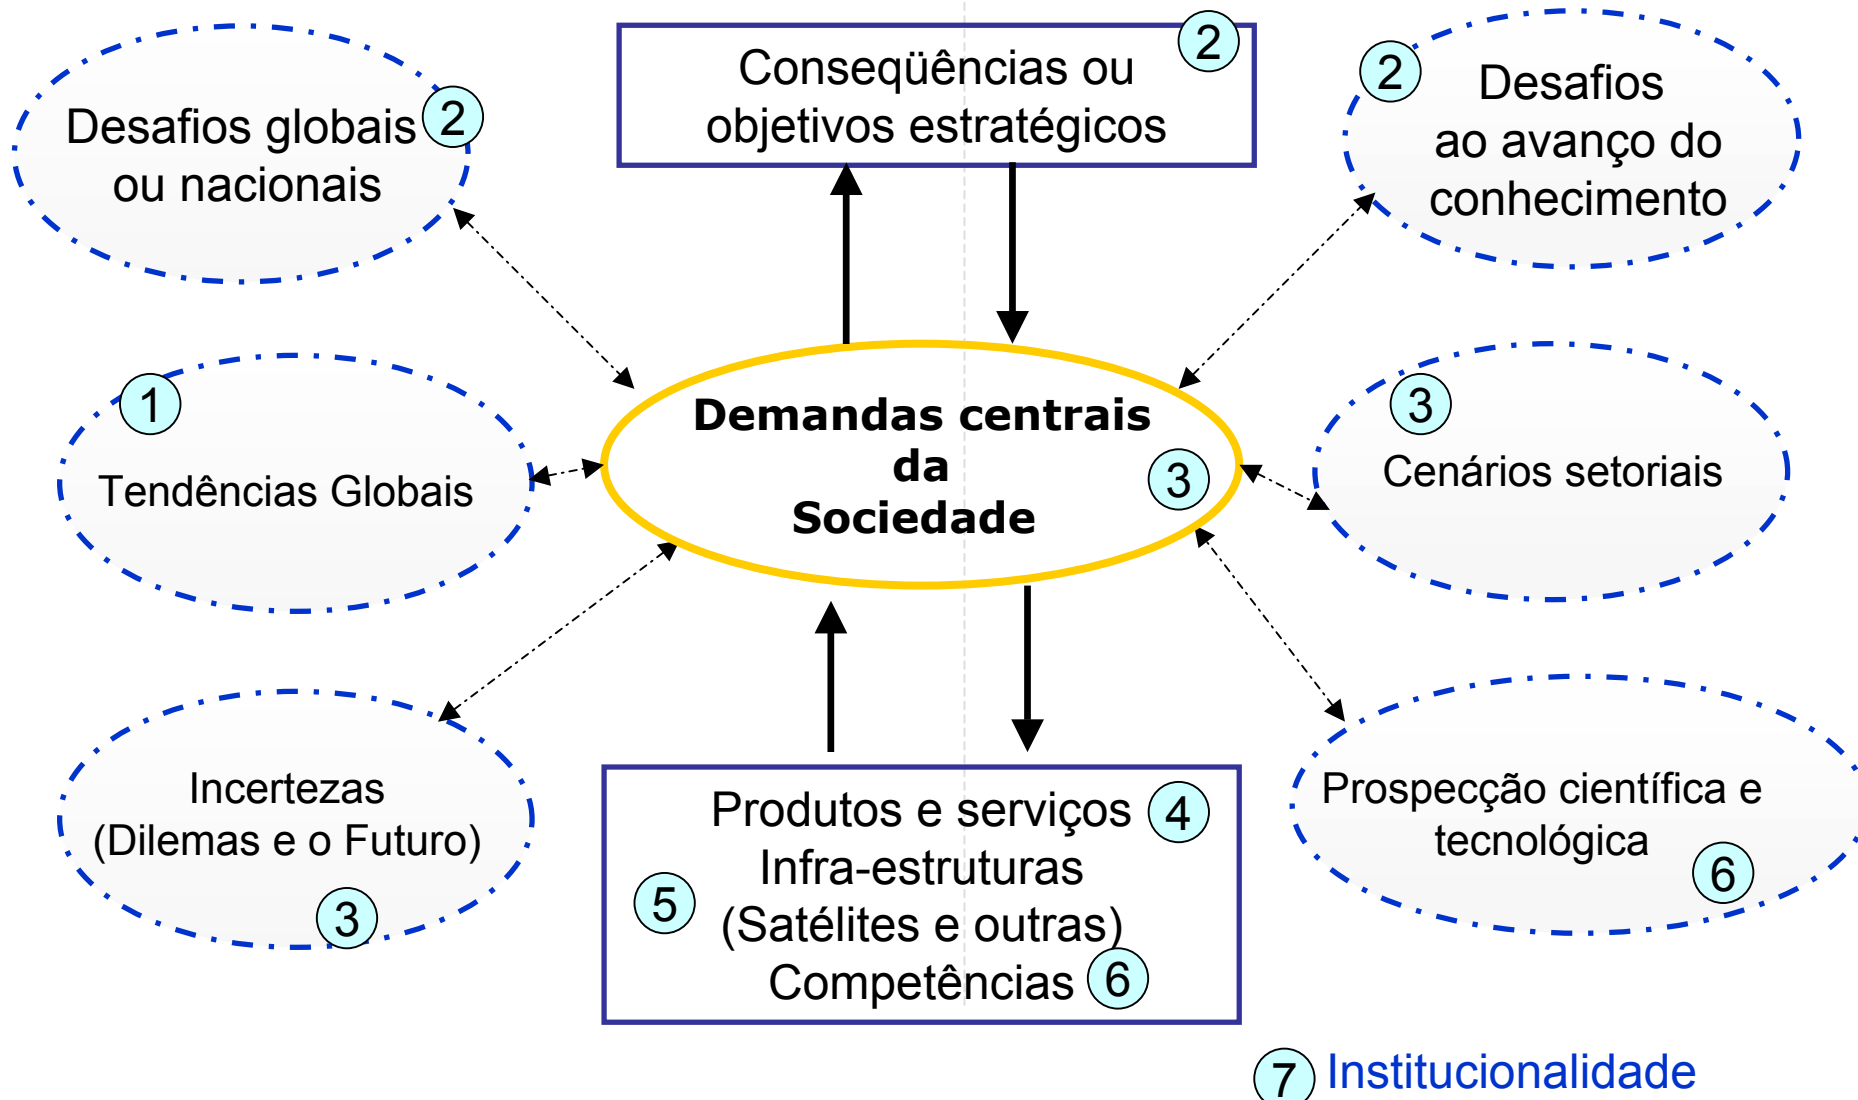 Desafios globais
ou nacionais
2
Conseqüências ou
objetivos estratégicos
2
2
Desafios
ao avanço do
conhecimento
1
Tendências Globais
Demandas centrais
da
Sociedade
3
3
Cenários setoriais
Incertezas
(Dilemas e o Futuro)
3
Produtos e serviços 4
Infra-estruturas
5
(Satélites e outras)
Competências 6
Prospecção científica e
tecnológica
6
7 Institucionalidade